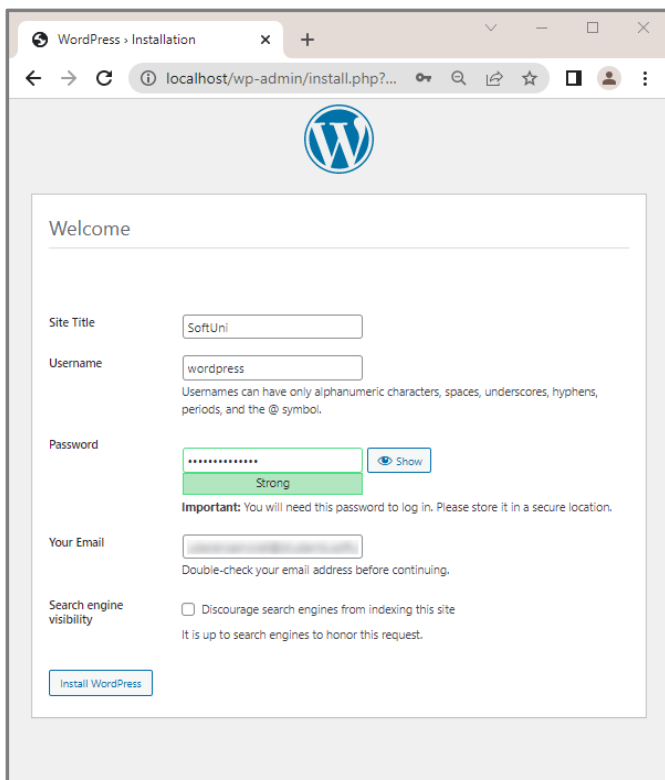 WordPress › Installation
localhost/wp-admin/install.php?...
Welcome
Site Title
SoftUni
Username
wordpress
Usernames can have only alphanumeric characters, spaces, underscores, hyphens,
periods, and the @ symbol.
Password
••••••••••••••
Show
Strong
Important: You will need this password to log in. Please store it in a secure location.
Your Email
Double-check your email address before continuing.
Search engine
visibility
Discourage search engines from indexing this site
It is up to search engines to honor this request.
Install WordPress